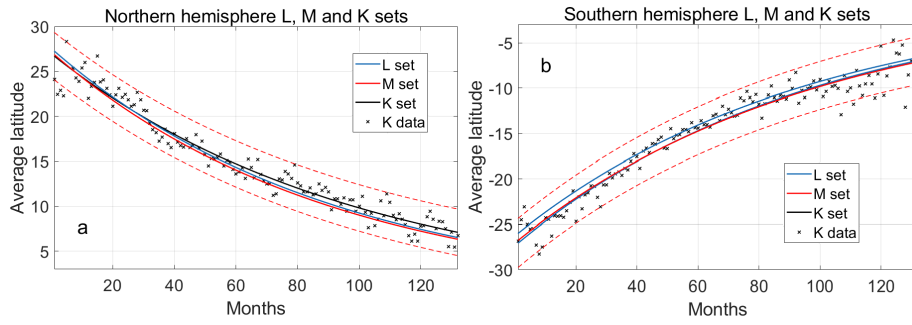 Northern hemisphere L, M and K sets
30
25
20
15
10
5
Average latitude
L set
M set
K set
K data
a
20 40 60 80 100 120
Months
Southern hemisphere L, M and K sets
-5
-10
-15
-20
-25
-30
Average latitude
b
L set
M set
K set
K data
20 40 60 80 100 120
Months